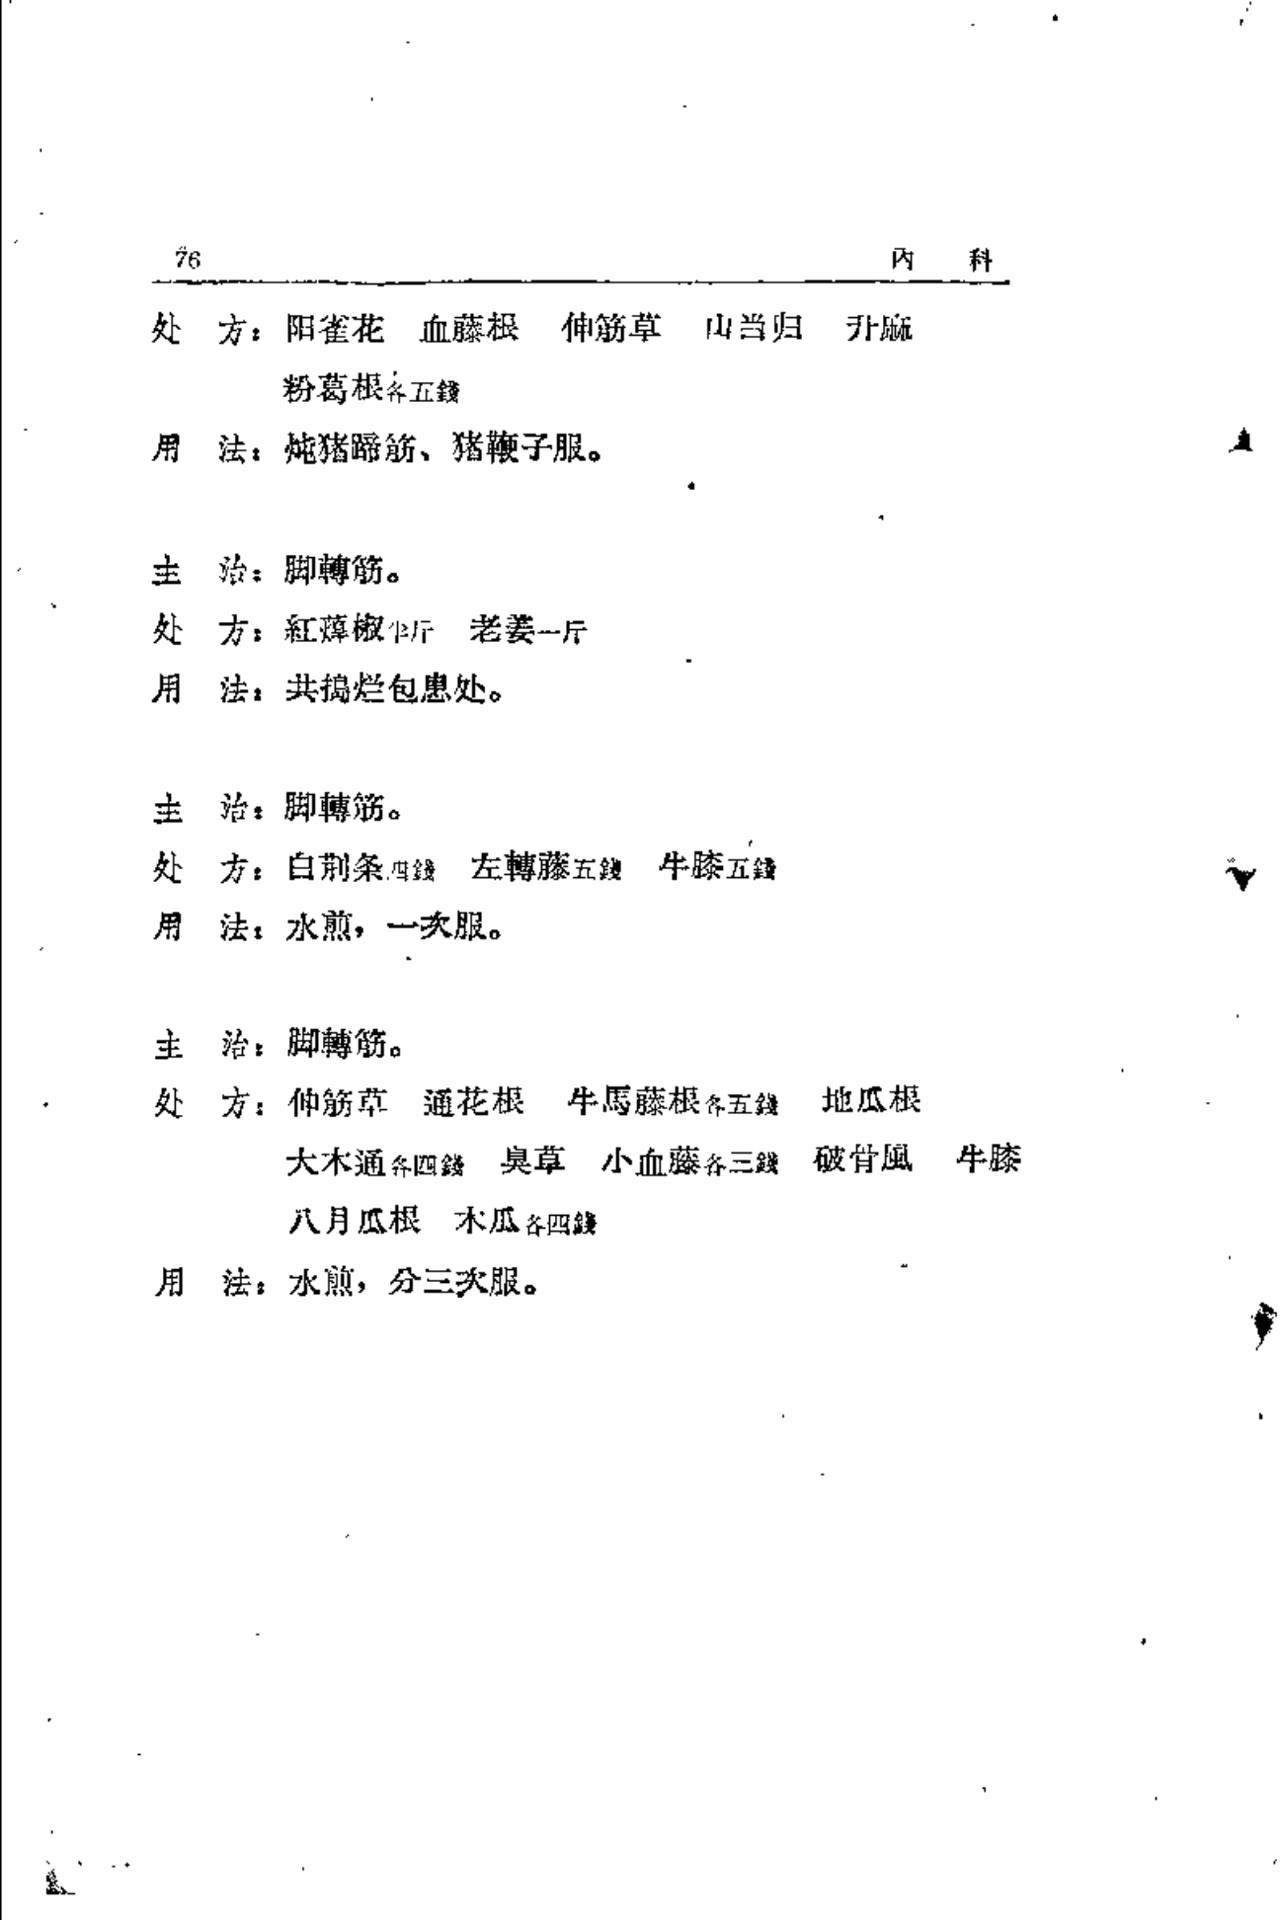 76 內 科
处 方：阳雀花 血藤根 伸筋草 山当归 升麻
粉葛根各五錢
用 法：炖猪蹄筋、猪鞭子服。
主 治：脚轉筋。
处 方：紅辣椒半斤 老姜一斤
用 法：共搗烂包患处。
主 治：脚轉筋。
处 方：白荊条四錢 左轉藤五錢 牛膝五錢
用 法：水煎，一次服。
主 治：脚轉筋。
处 方：伸筋草 通花根 牛馬藤根各五錢 地瓜根
大木通各四錢 臭草 小血藤各三錢 破骨風 牛膝
八月瓜根 木瓜各四錢
用 法：水煎，分三次服。